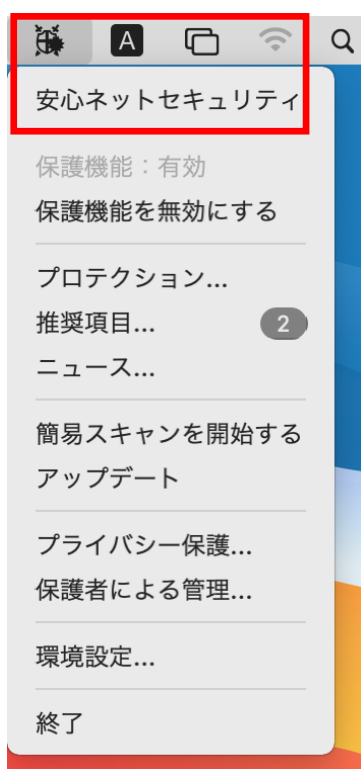 A
安心ネットセキュリティ
保護機能：有効
保護機能を無効にする
プロテクション...
推奨項目... 2
ニュース...
簡易スキャンを開始する
アップデート
プライバシー保護...
保護者による管理...
環境設定...
終了